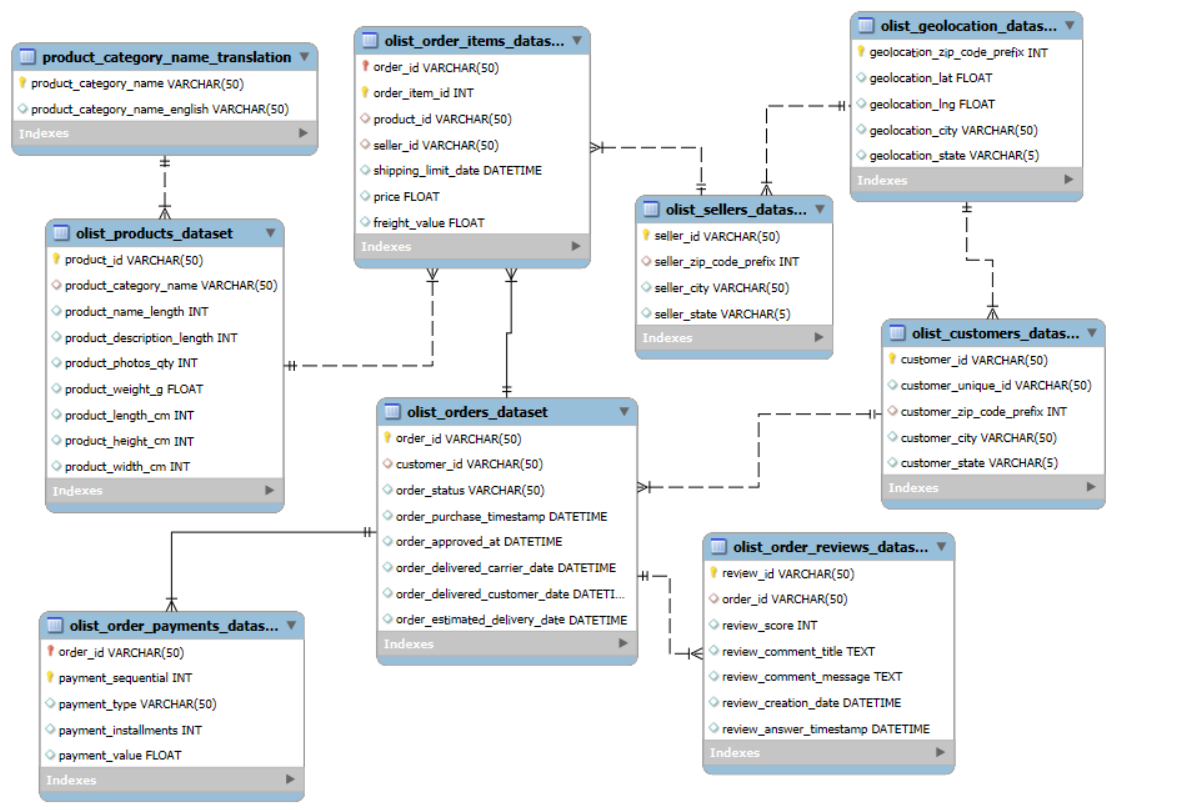 product_category_name_translation
product_category_name VARCHAR(50)
product_category_name_english VARCHAR(50)
Indexes
olist_order_items_datas...
order_id VARCHAR(50)
order_item_id INT
product_id VARCHAR(50)
seller_id VARCHAR(50)
shipping_limit_date DATETIME
price FLOAT
freight_value FLOAT
Indexes
olist_geolocation_datas...
geolocation_zip_code_prefix INT
geolocation_lat FLOAT
geolocation_lng FLOAT
geolocation_city VARCHAR(50)
geolocation_state VARCHAR(5)
Indexes
olist_products_dataset
product_id VARCHAR(50)
product_category_name VARCHAR(50)
product_name_length INT
product_description_length INT
product_photos_qty INT
product_weight_g FLOAT
product_length_cm INT
product_height_cm INT
product_width_cm INT
Indexes
olist_sellers_datas...
seller_id VARCHAR(50)
seller_zip_code_prefix INT
seller_city VARCHAR(50)
seller_state VARCHAR(5)
Indexes
olist_customers_datas...
customer_id VARCHAR(50)
customer_unique_id VARCHAR(50)
customer_zip_code_prefix INT
customer_city VARCHAR(50)
customer_state VARCHAR(5)
Indexes
olist_orders_dataset
order_id VARCHAR(50)
customer_id VARCHAR(50)
order_status VARCHAR(50)
order_purchase_timestamp DATETIME
order_approved_at DATETIME
order_delivered_carrier_date DATETIME
order_delivered_customer_date DATETI...
order_estimated_delivery_date DATETIME
Indexes
olist_order_payments_datas...
order_id VARCHAR(50)
payment_sequential INT
payment_type VARCHAR(50)
payment_installments INT
payment_value FLOAT
Indexes
olist_order_reviews_datas...
review_id VARCHAR(50)
order_id VARCHAR(50)
review_score INT
review_comment_title TEXT
review_comment_message TEXT
review_creation_date DATETIME
review_answer_timestamp DATETIME
Indexes